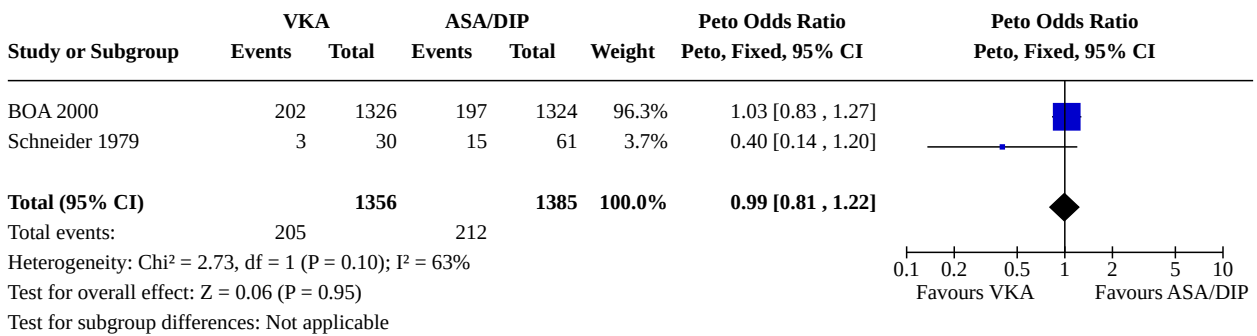 VKA ASA/DIP Peto Odds Ratio Peto Odds Ratio
Study or Subgroup Events Total Events Total Weight Peto, Fixed, 95% CI Peto, Fixed, 95% CI
BOA 2000 202 1326 197 1324 96.3% 1.03 [0.83 , 1.27]
Schneider 1979 3 30 15 61 3.7% 0.40 [0.14 , 1.20]
Total (95% CI) 1356 1385 100.0% 0.99 [0.81 , 1.22]
Total events: 205 212
Heterogeneity: Chi² = 2.73, df = 1 (P = 0.10); I² = 63%
0.1 0.2 0.5 1 2 5 10
Test for overall effect: Z = 0.06 (P = 0.95)
Favours VKA Favours ASA/DIP
Test for subgroup differences: Not applicable